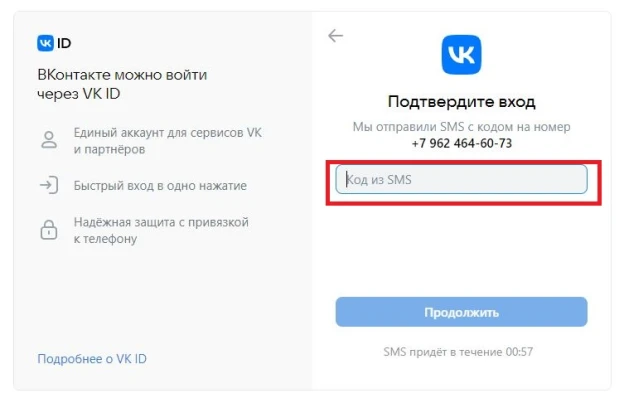 VK ID
ВКонтакте можно войти
через VK ID
Единый аккаунт для сервисов VK
и партнёров
Быстрый вход в одно нажатие
Надёжная защита с привязкой
к телефону
Подробнее о VK ID
VK
Подтвердите вход
Мы отправили SMS с кодом на номер
+7 962 464-60-73
Код из SMS
Продолжить
SMS придёт в течение 00:57